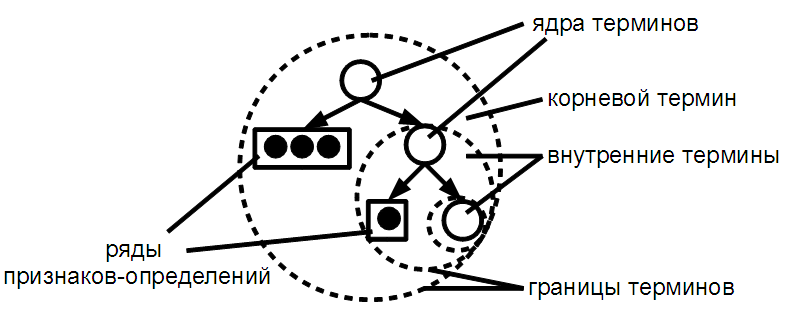 ядра терминов
корневой термин
внутренние термины
ряды
признаков-определений
границы терминов